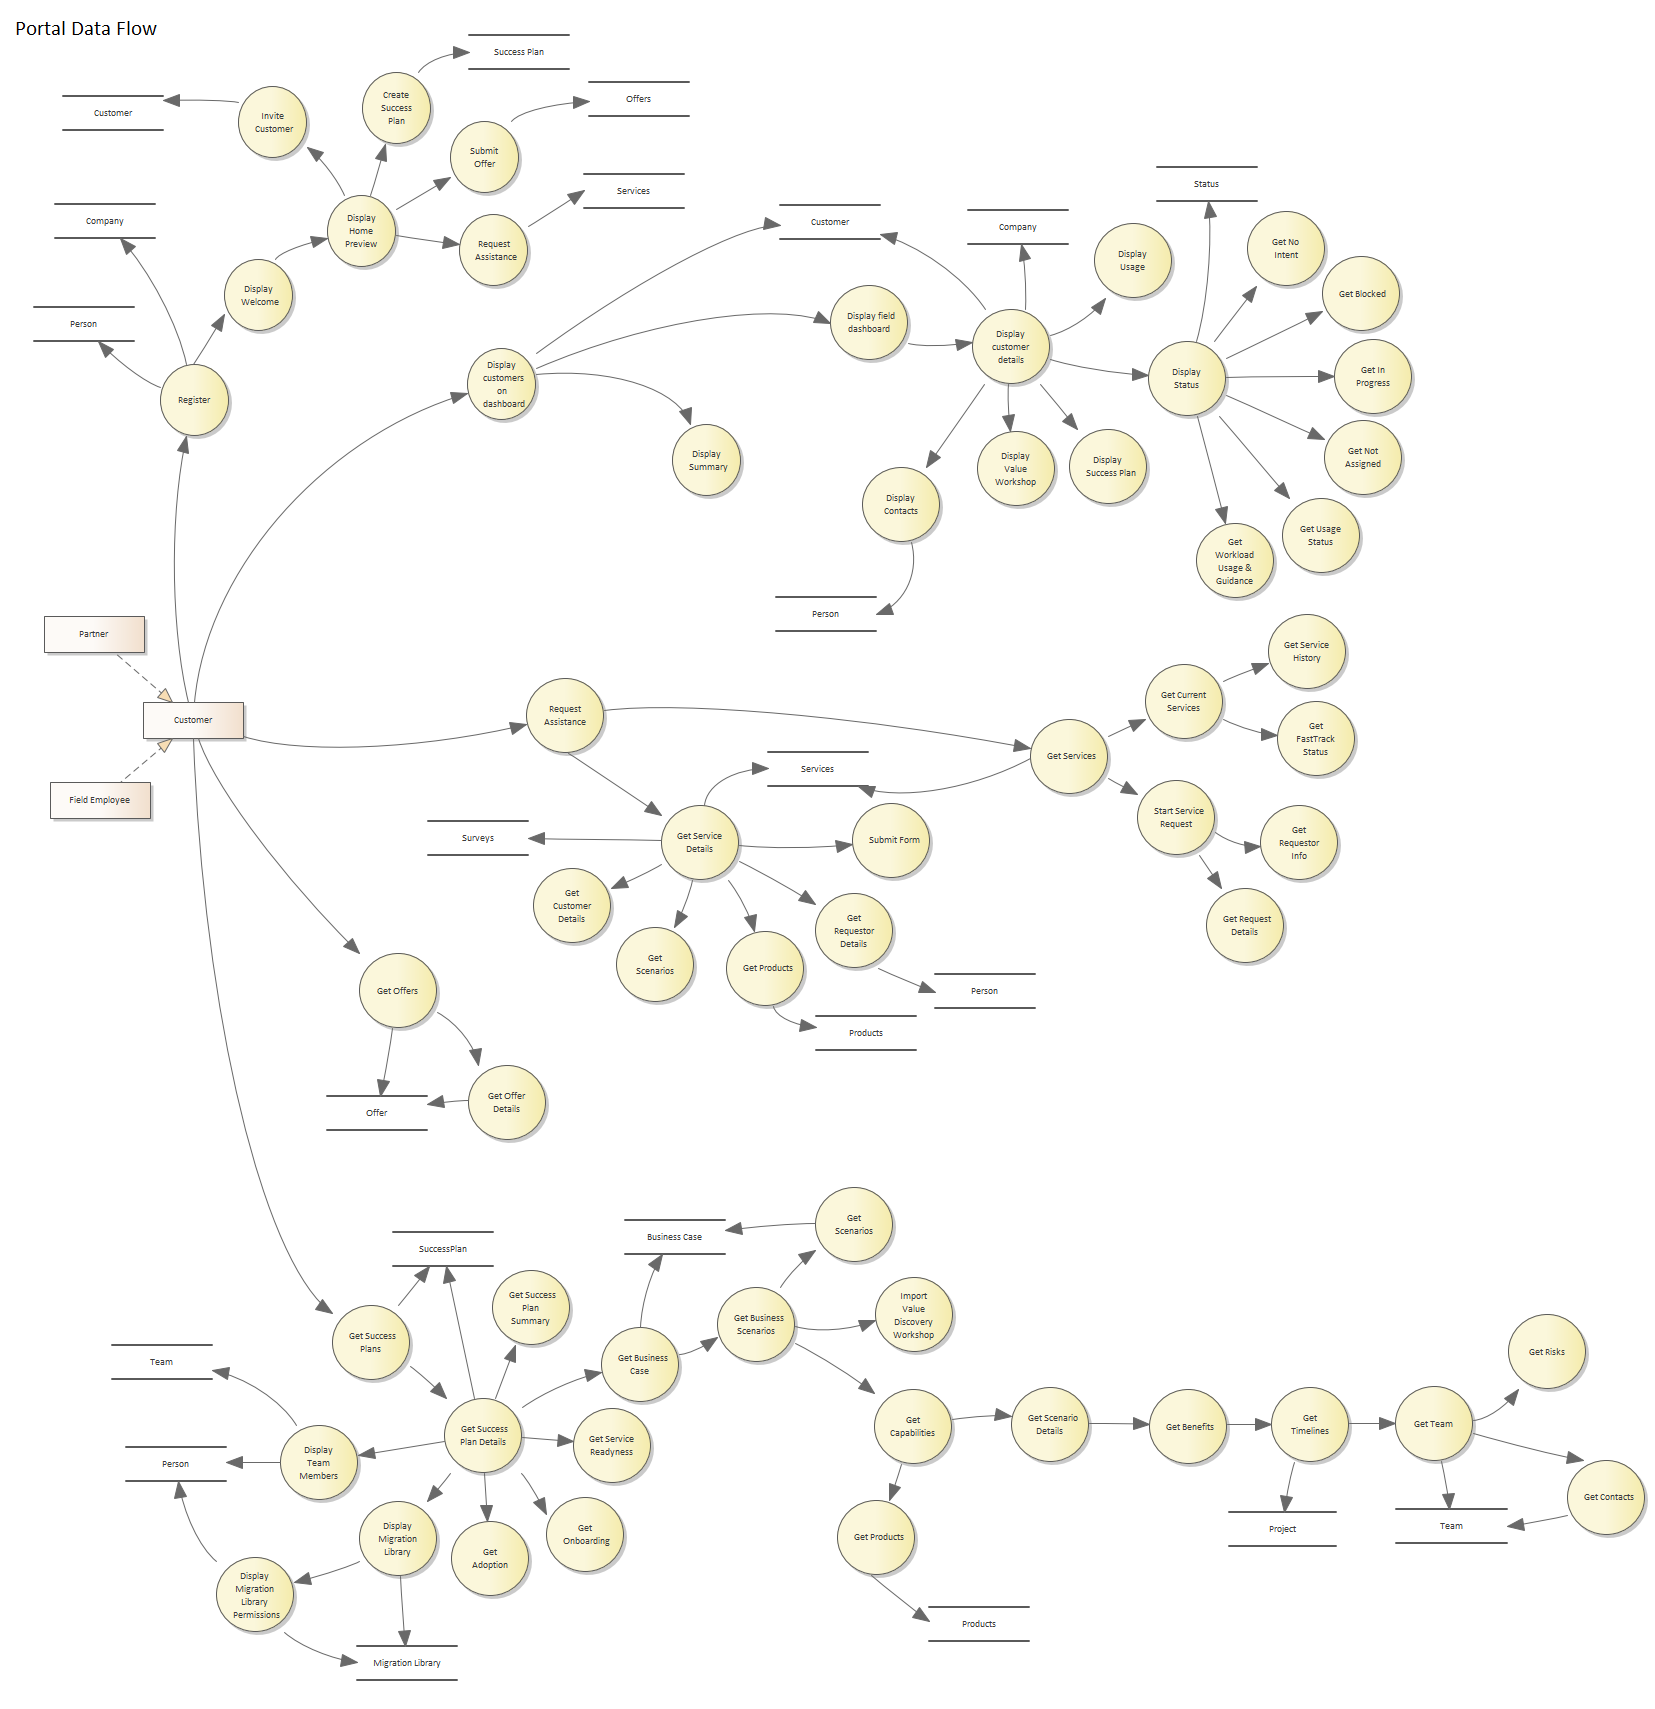 Portal Data Flow
Success Plan
Customer
Invite
Customer
Create
Success
Plan
Offers
Submit
Offer
Services
Company
Display
Home
Preview
Request
Assistance
Person
Display
Welcome
Register
Status
Customer
Company
Display
Usage
Get No
Intent
Get Blocked
Display field
dashboard
Display
customer
details
Display
customers
on
dashboard
Display
Status
Get In
Progress
Display
Summary
Display
Contacts
Display
Value
Workshop
Display
Success Plan
Get Not
Assigned
Get Usage
Status
Get
Workload
Usage &
Guidance
Person
Partner
Customer
Field Employee
Request
Assistance
Get Services
Get Current
Services
Get Service
History
Get
FastTrack
Status
Services
Start Service
Request
Get
Requestor
Info
Get Request
Details
Surveys
Get Service
Details
Submit Form
Get
Customer
Details
Get
Scenarios
Get Products
Get
Requestor
Details
Person
Products
Get Offers
Get Offer
Details
Offer
SuccessPlan
Get Success
Plan
Summary
Business Case
Get
Scenarios
Get Success
Plans
Get Business
Case
Get Business
Scenarios
Import
Value
Discovery
Workshop
Team
Get Success
Plan Details
Get Service
Readyness
Get
Capabilities
Get Scenario
Details
Get Benefits
Get
Timelines
Get Team
Get Risks
Get Contacts
Person
Display
Team
Members
Display
Migration
Library
Get
Adoption
Get
Onboarding
Get Products
Project
Team
Display
Migration
Library
Permissions
Migration Library
Products